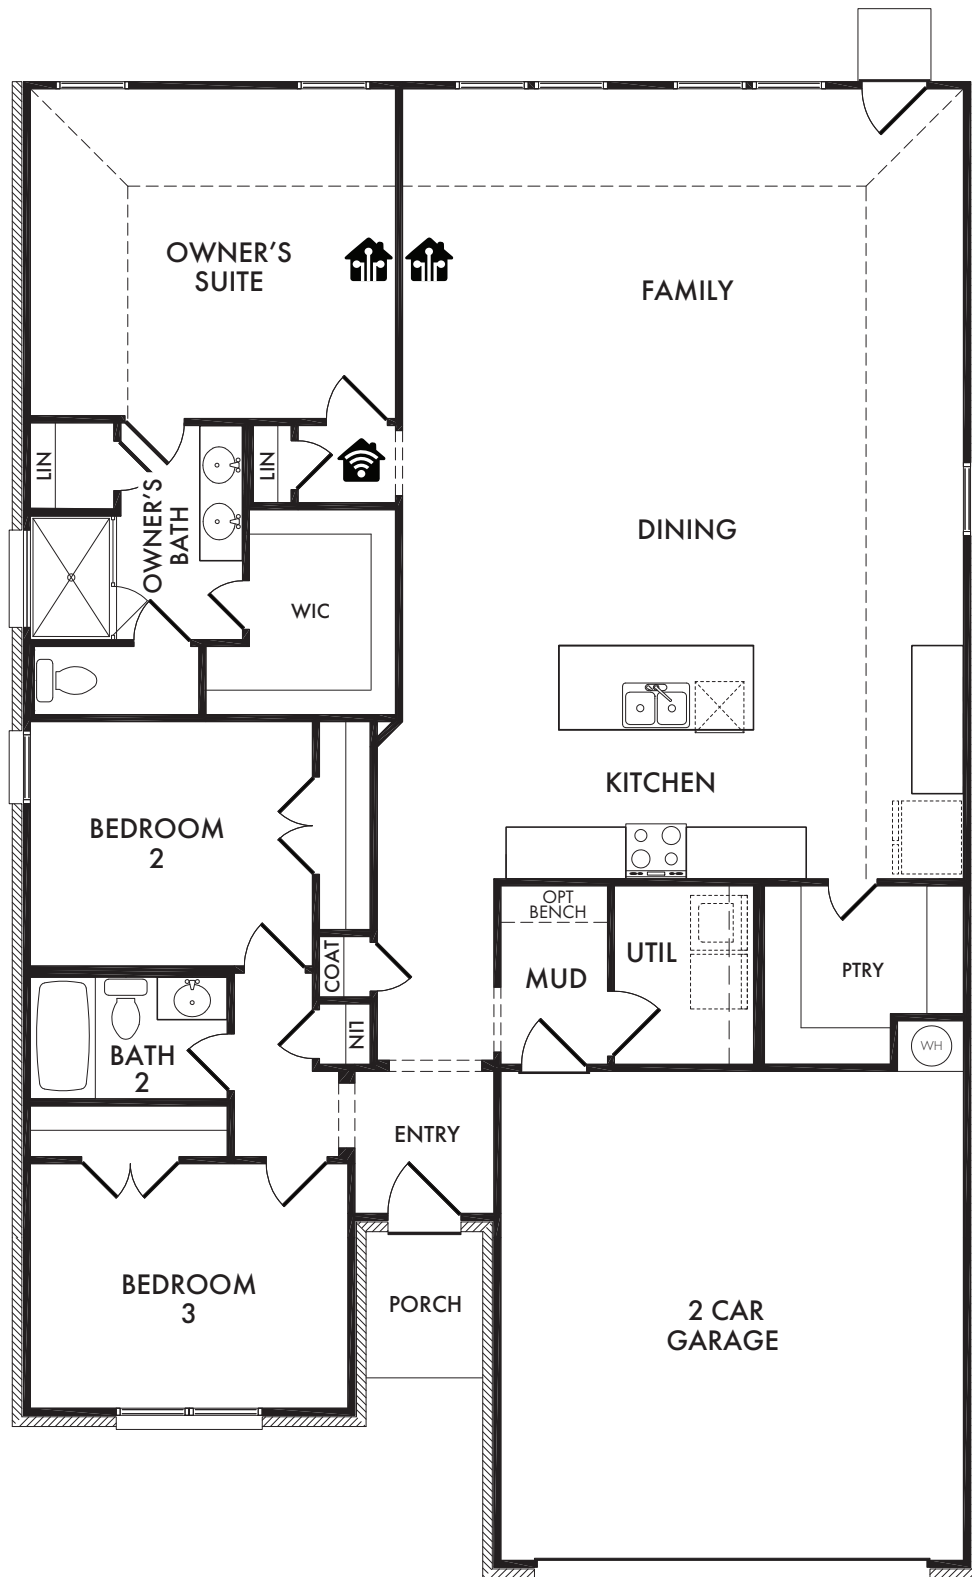 OWNER'S
SUITE
FAMILY
LIN
LIN
OWNER'S
BATH
DINING
WIC
KITCHEN
BEDROOM
2
OPT
BENCH
COAT
MUD
UTIL
PTRY
LIN
BATH
2
WH
ENTRY
BEDROOM
3
PORCH
2 CAR
GARAGE